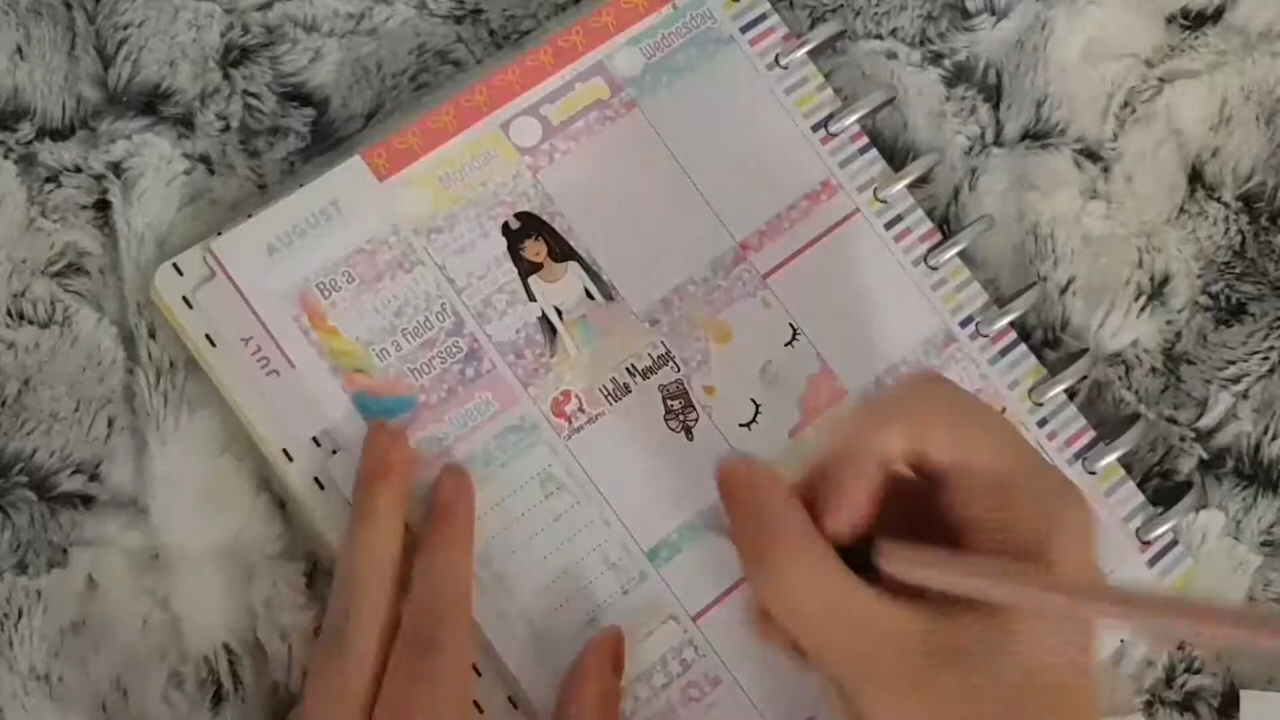 AUGUST
JULY
Monday
Tuesday
Wednesday
Be a
in a field of
horses
week
Hello Monday!